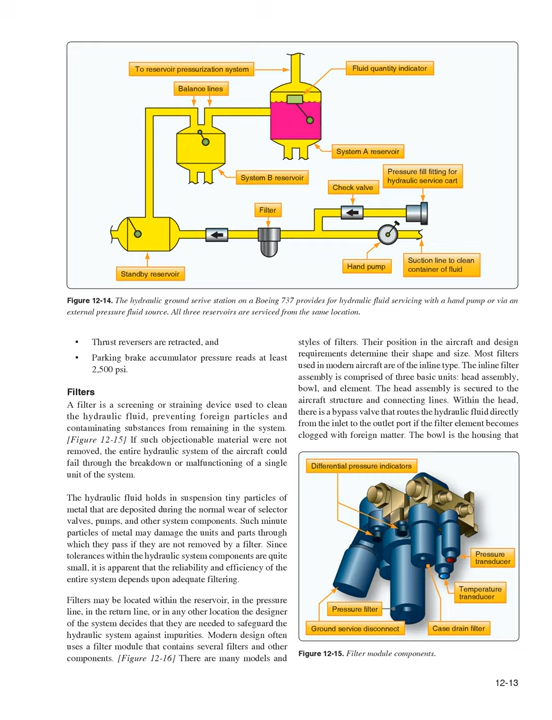 To reservoir pressurization system
Fluid quantity indicator
Balance lines
System A reservoir
System B reservoir
Pressure fill fitting for
hydraulic service cart
Check valve
Filter
Hand pump
Suction line to clean
container of fluid
Standby reservoir
Figure 12-14. The hydraulic ground serive station on a Boeing 737 provides for hydraulic fluid servicing with a hand pump or via an
external pressure fluid source. All three reservoirs are serviced from the same location.
• Thrust reversers are retracted, and
• Parking brake accumulator pressure reads at least
2,500 psi.
Filters
A filter is a screening or straining device used to clean
the hydraulic fluid, preventing foreign particles and
contaminating substances from remaining in the system.
[Figure 12-15] If such objectionable material were not
removed, the entire hydraulic system of the aircraft could
fail through the breakdown or malfunctioning of a single
unit of the system.
The hydraulic fluid holds in suspension tiny particles of
metal that are deposited during the normal wear of selector
valves, pumps, and other system components. Such minute
particles of metal may damage the units and parts through
which they pass if they are not removed by a filter. Since
tolerances within the hydraulic system components are quite
small, it is apparent that the reliability and efficiency of the
entire system depends upon adequate filtering.
Filters may be located within the reservoir, in the pressure
line, in the return line, or in any other location the designer
of the system decides that they are needed to safeguard the
hydraulic system against impurities. Modern design often
uses a filter module that contains several filters and other
components. [Figure 12-16] There are many models and
styles of filters. Their position in the aircraft and design
requirements determine their shape and size. Most filters
used in modern aircraft are of the inline type. The inline filter
assembly is comprised of three basic units: head assembly,
bowl, and element. The head assembly is secured to the
aircraft structure and connecting lines. Within the head,
there is a bypass valve that routes the hydraulic fluid directly
from the inlet to the outlet port if the filter element becomes
clogged with foreign matter. The bowl is the housing that
Differential pressure indicators
Pressure
transducer
Temperature
transducer
Pressure filter
Ground service disconnect
Case drain filter
Figure 12-15. Filter module components.
12-13